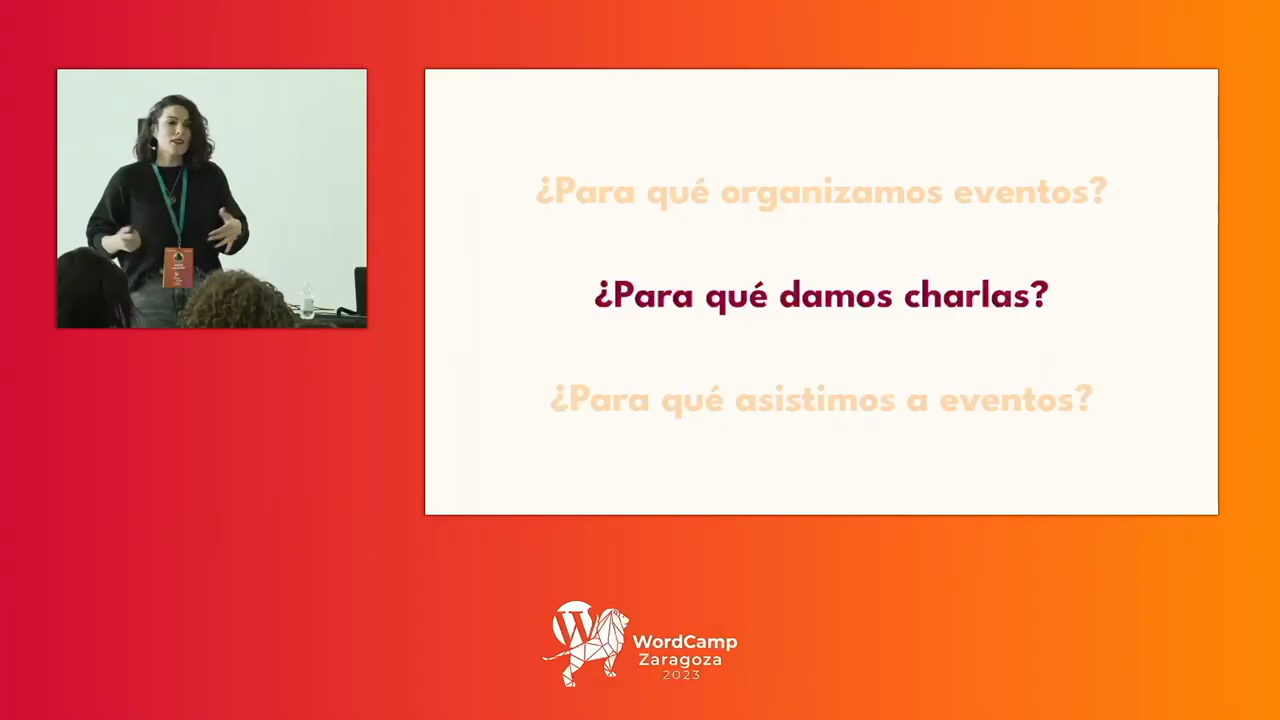 ¿Para qué organizamos eventos?
¿Para qué damos charlas?
¿Para qué asistimos a eventos?
WordCamp
Zaragoza
2023